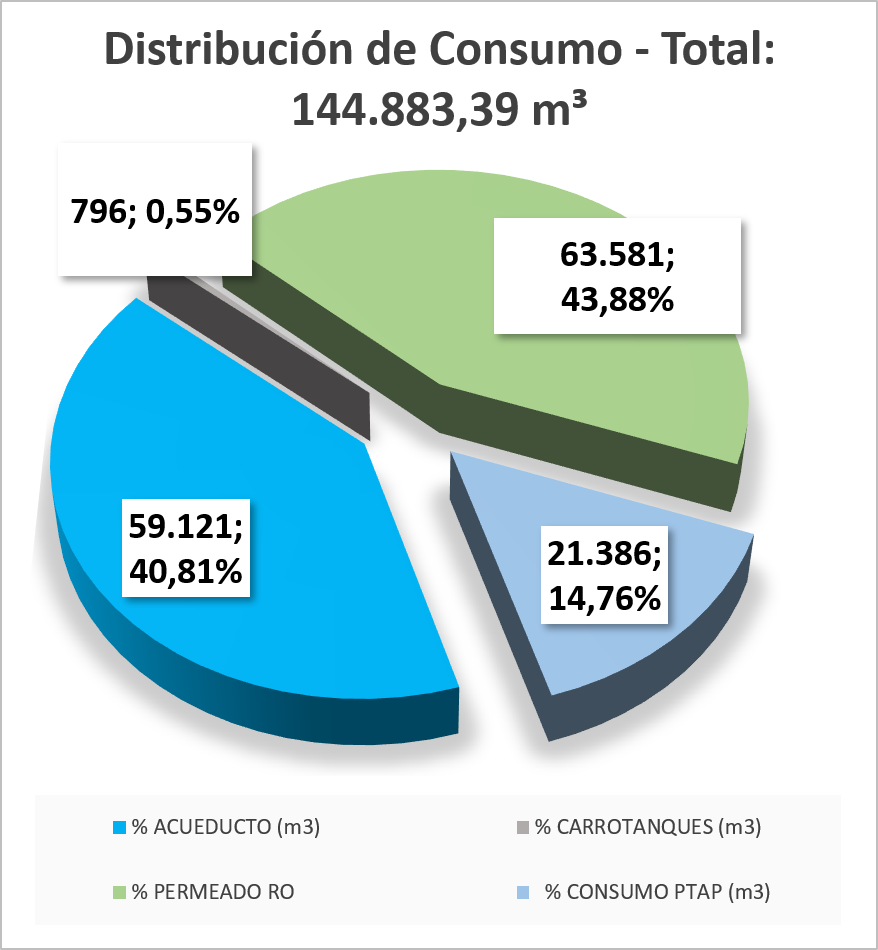 Distribución de Consumo - Total:
144.883,39 m³
796; 0,55%
63.581;
43,88%
59.121;
40,81%
21.386;
14,76%
% ACUEDUCTO (m3)
% CARROTANQUES (m3)
% PERMEADO RO
% CONSUMO PTAP (m3)